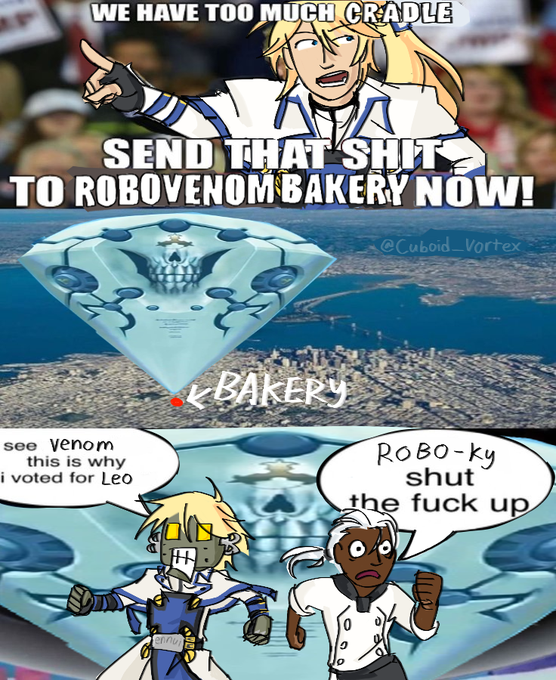 WE HAVE TOO MUCH CRADLE
SEND THAT SHIT
TO ROBOVENOM BAKERY NOW!
@Cuboid_Vortex
BAKERY
see Venom
this is why
i voted for Leo
ROBO-Ky
shut
the fuck up
ennui